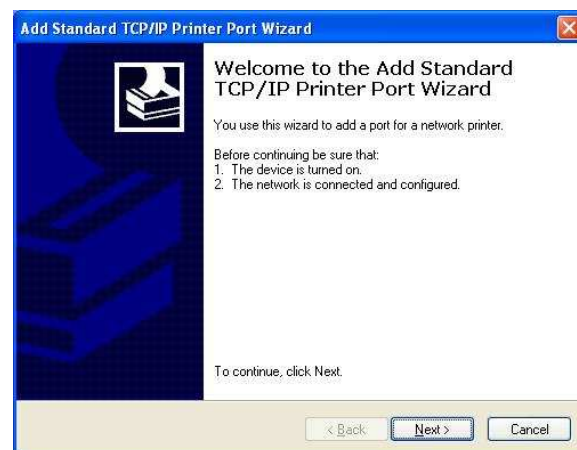 Add Standard TCP/IP Printer Port Wizard
Welcome to the Add Standard
TCP/IP Printer Port Wizard
You use this wizard to add a port for a network printer.
Before continuing be sure that:
1. The device is turned on.
2. The network is connected and configured.
To continue, click Next.
< Back
Next >
Cancel